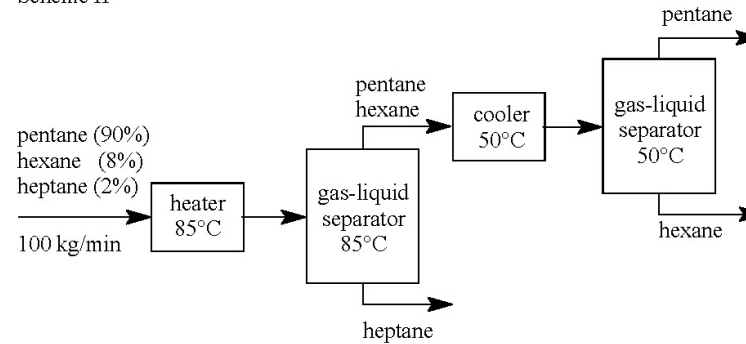 Scheme II
pentane (90%)
hexane (8%)
heptane (2%)
100 kg/min
heater
85°C
gas-liquid
separator
85°C
pentane
hexane
heptane
cooler
50°C
gas-liquid
separator
50°C
pentane
hexane